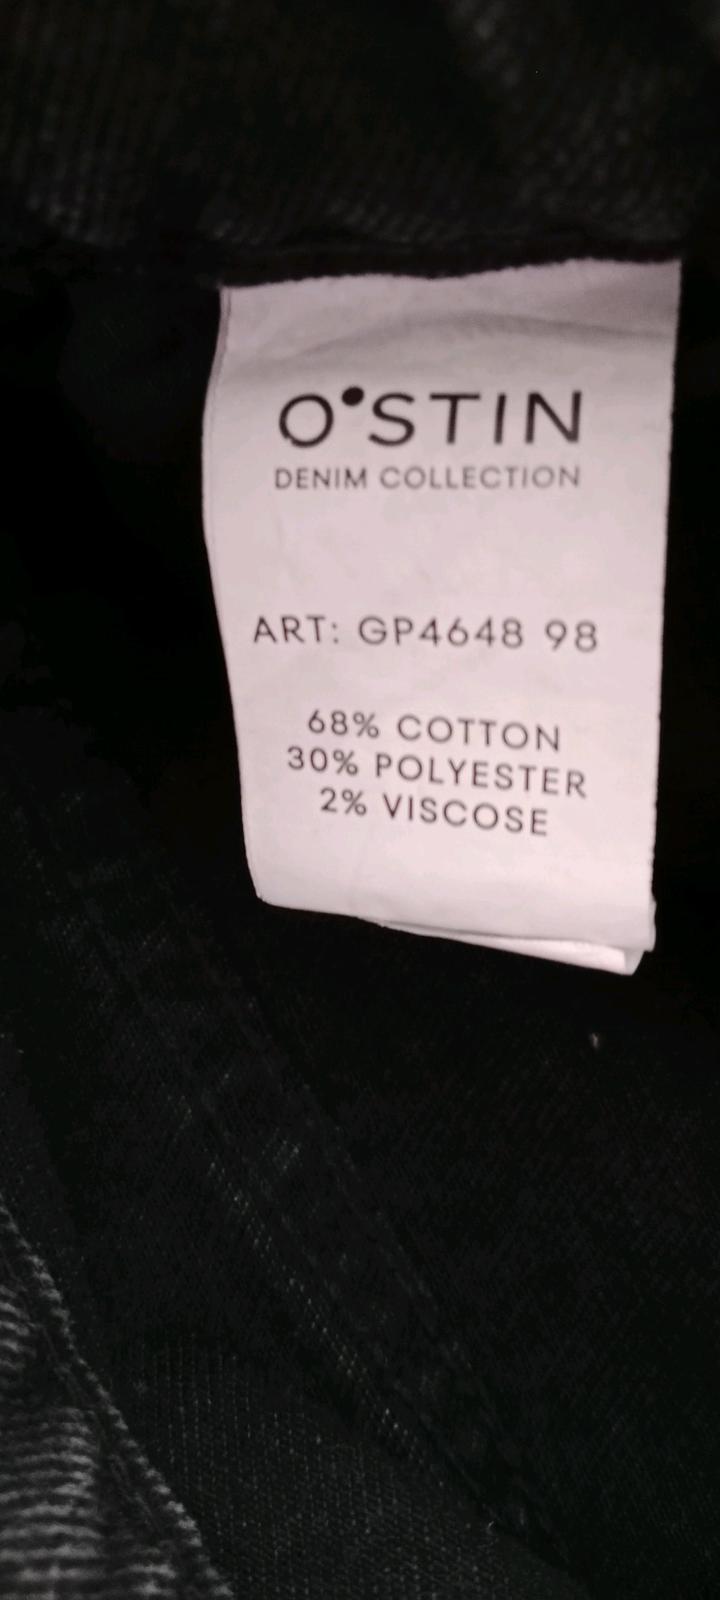 O'STIN
DENIM COLLECTION
ART: GP4648 98
68% COTTON
30% POLYESTER
2% VISCOSE